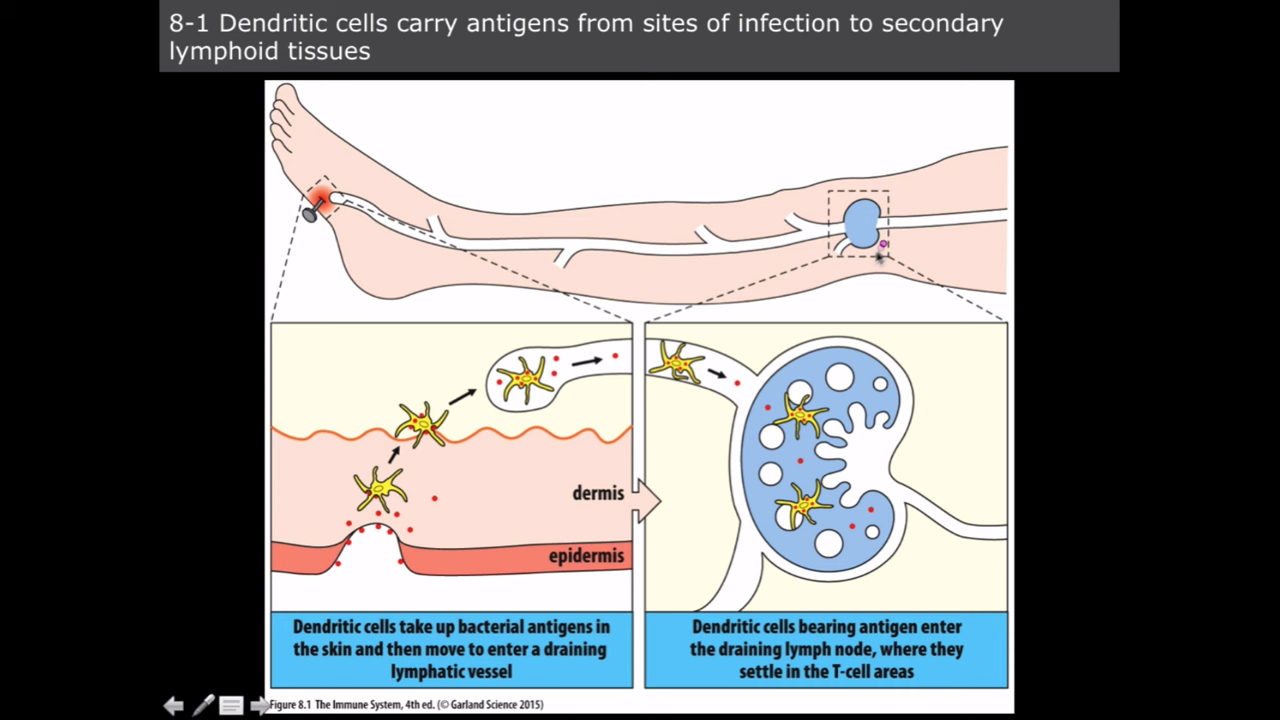 8-1 Dendritic cells carry antigens from sites of infection to secondary
lymphoid tissues
dermis
epidermis
Dendritic cells take up bacterial antigens in
the skin and then move to enter a draining
lymphatic vessel
Dendritic cells bearing antigen enter
the draining lymph node, where they
settle in the T-cell areas
Figure 8.1 The Immune System, 4th ed. (© Garland Science 2015)